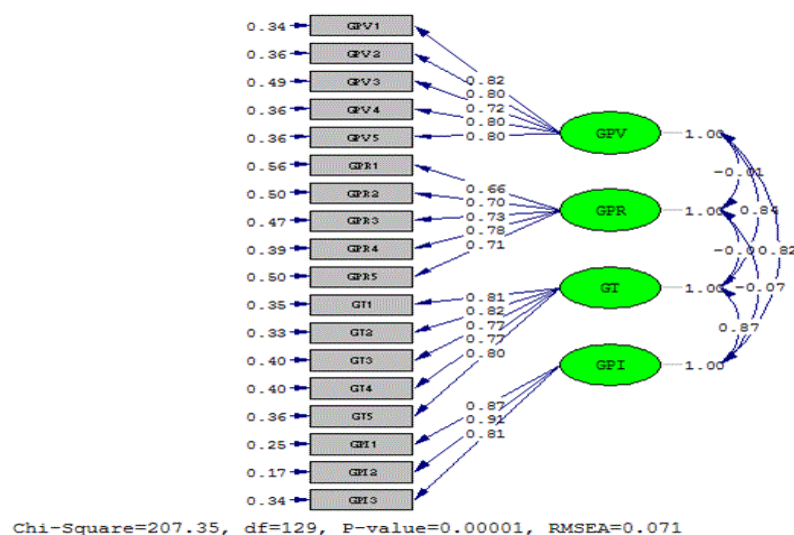 0.34 GPV1
0.36 GPV2
0.49 GPV3
0.36 GPV4
0.36 GPV5
0.56 GPR1
0.50 GPR2
0.47 GPR3
0.39 GPR4
0.50 GPR5
0.35 GT1
0.33 GT2
0.40 GT3
0.40 GT4
0.36 GT5
0.25 GPI1
0.17 GPI2
0.34 GPI3
0.82
0.80
0.72
0.80
0.80
0.66
0.70
0.73
0.78
0.71
0.81
0.82
0.77
0.77
0.80
0.87
0.91
0.81
GPV 1.00
GPR 1.00
GT 1.00
GPI 1.00
-0.01
0.84
0.82
-0.07
0.87
Chi-Square=207.35, df=129, P-value=0.00001, RMSEA=0.071